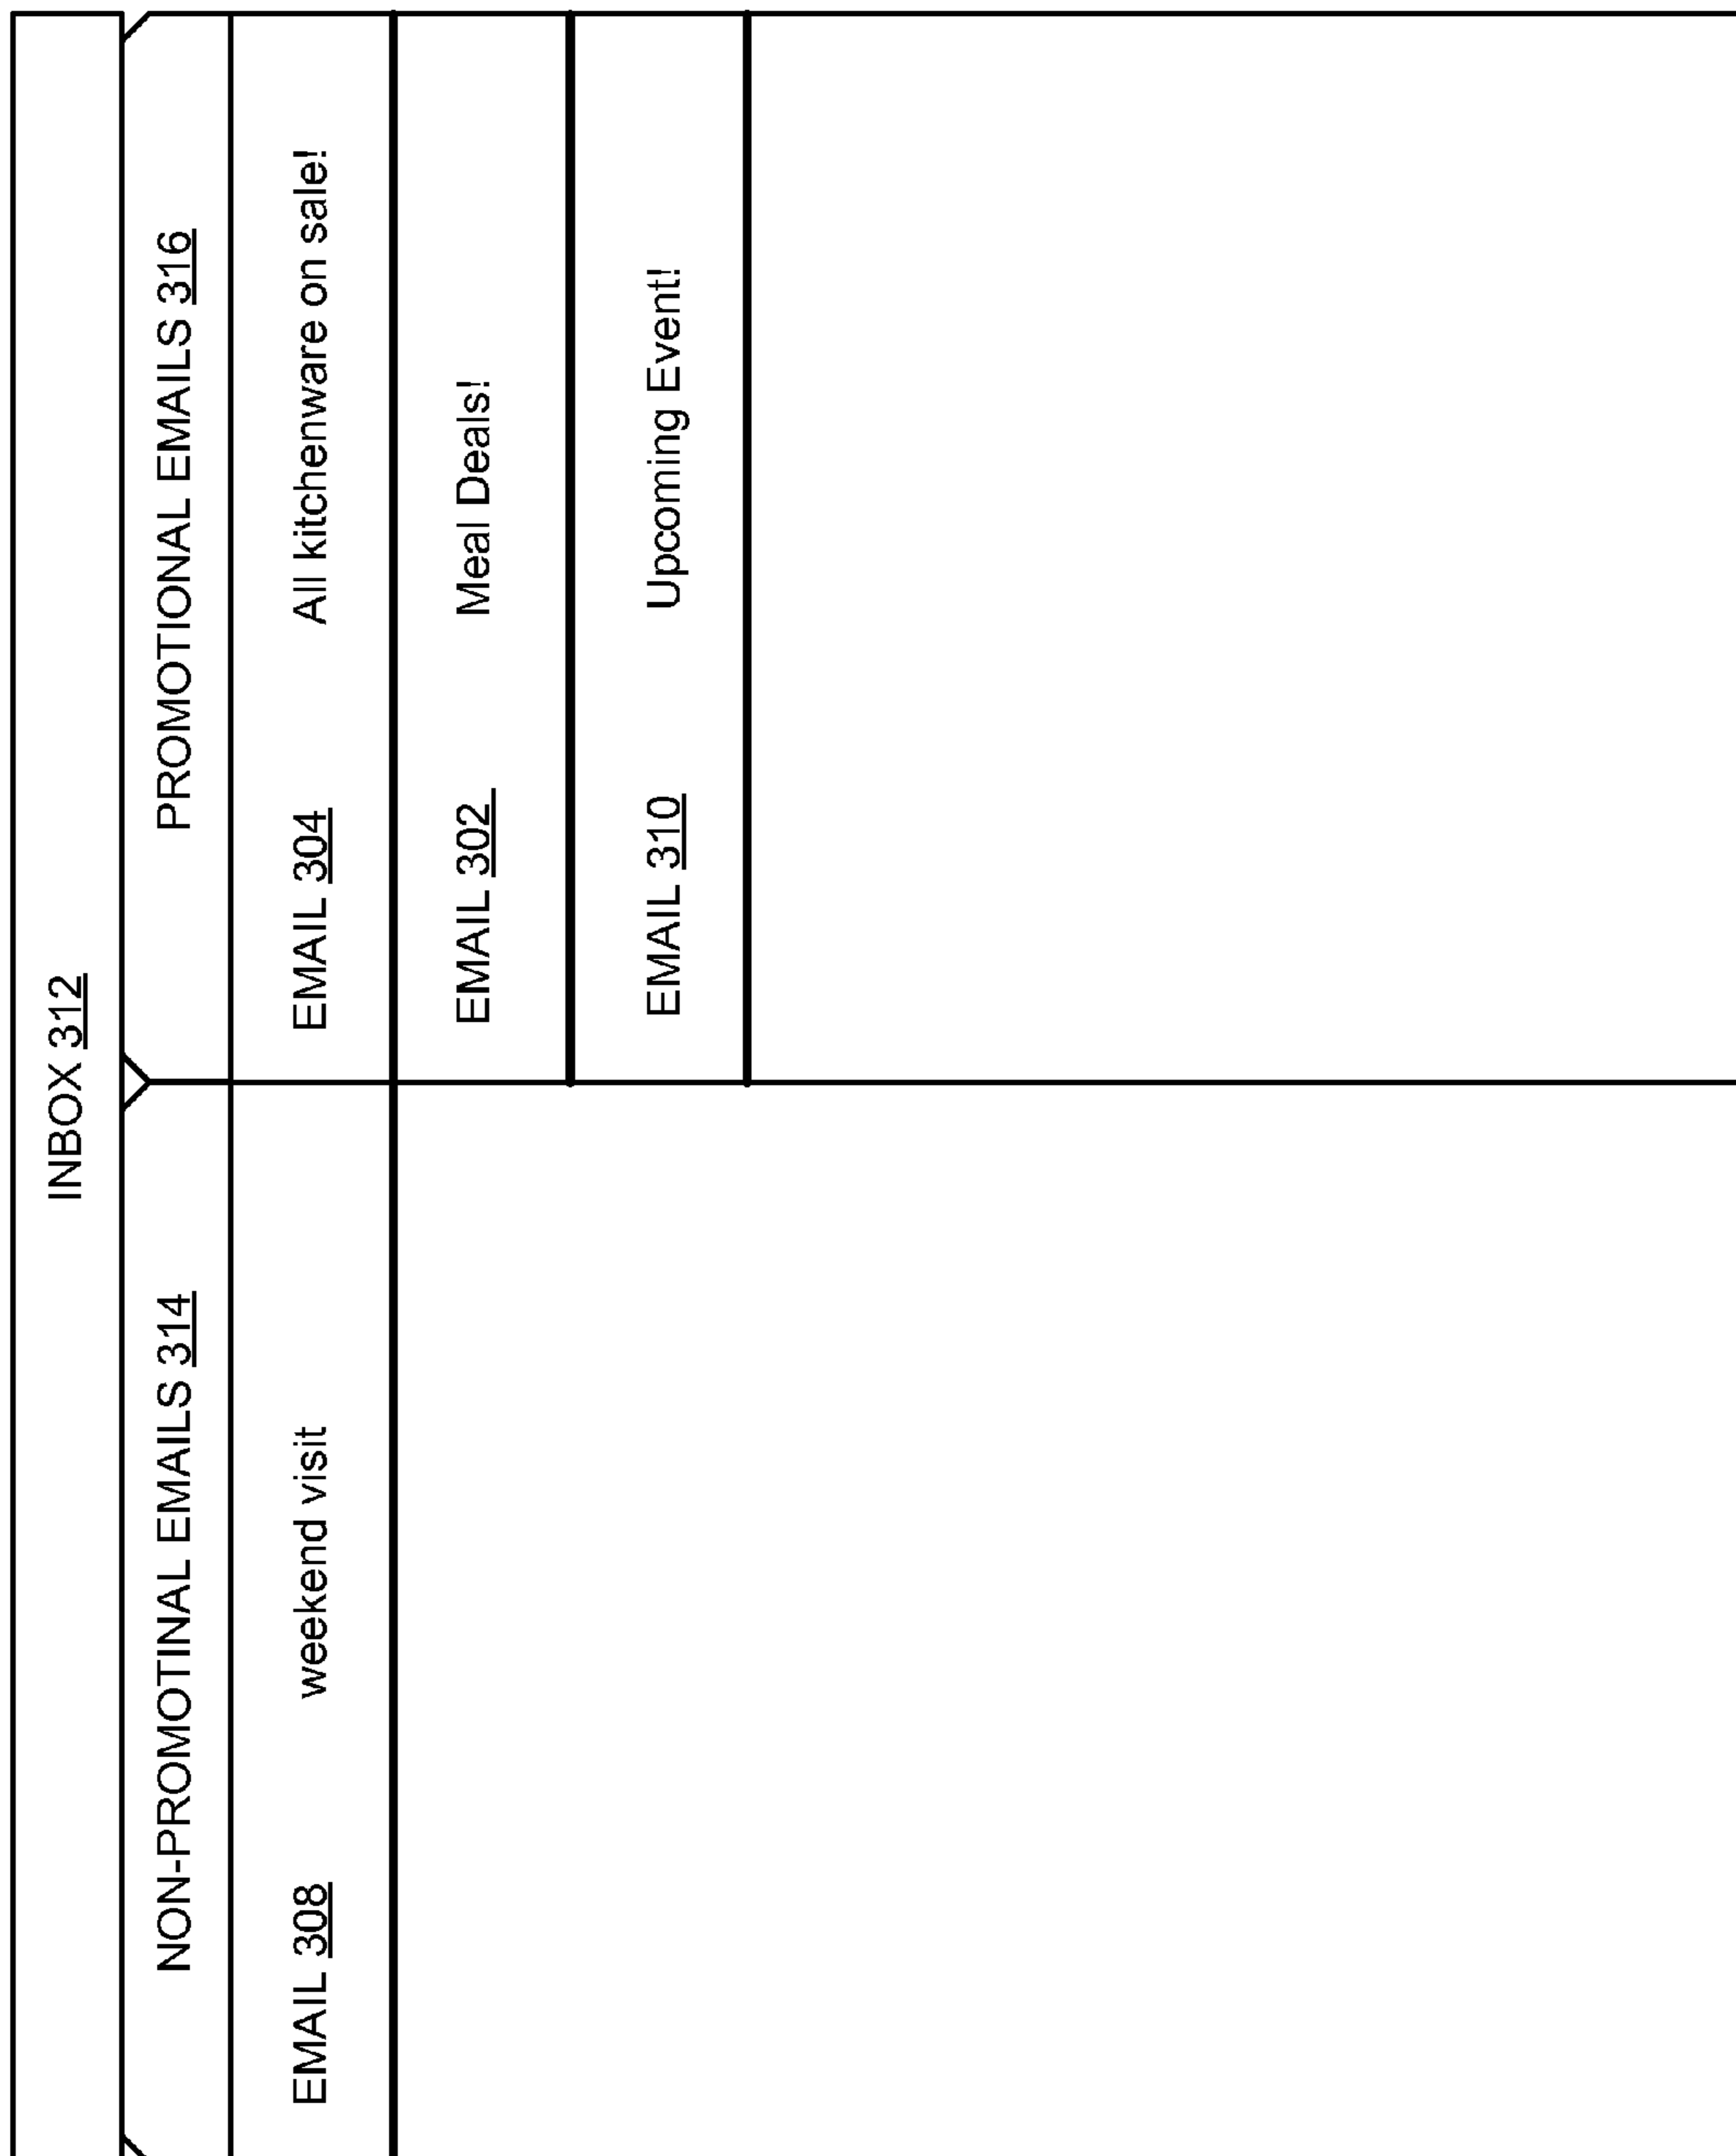 INBOX 312
NON-PROMOTINAL EMAILS 314
PROMOTIONAL EMAILS 316
EMAIL 308 weekend visit
EMAIL 304 All kitchenware on sale!
EMAIL 302 Meal Deals!
EMAIL 310 Upcoming Event!